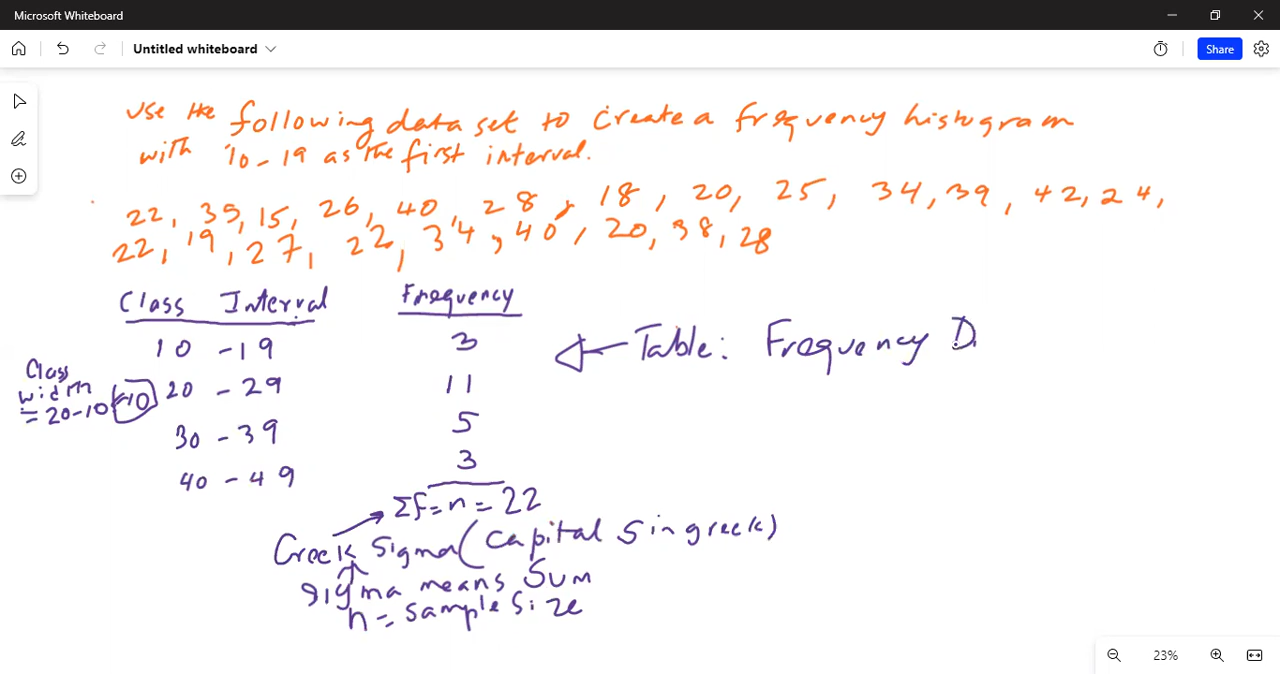 Microsoft Whiteboard
Untitled whiteboard
Share
Use the following data set to create a frequency histogram
with 10-19 as the first interval.
22, 39, 15, 26, 40, 28, 18, 20, 25, 34, 39, 42, 24,
22, 19, 27, 22, 34, 40, 20, 38, 28
Class Interval Frequency
10 - 19 3
Table: Frequency D
Class width = 20-10 = 10
20 - 29 11
30 - 39 5
40 - 49 3
Σf = n = 22
Greek Sigma (capital S in greek)
sigma means Sum
n = sample size
23%